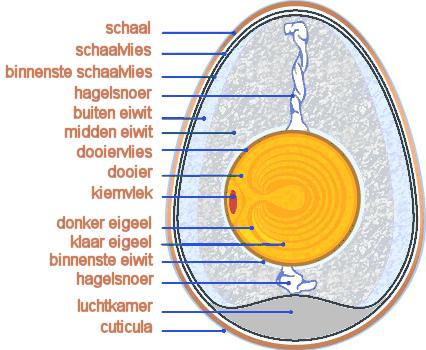 schaal
schaalvlies
binnenste schaalvlies
hagelsnoer
buiten eiwit
midden eiwit
dooiervlies
dooier
kiemvlek
donker eigeel
klaar eigeel
binnenste eiwit
hagelsnoer
luchtkamer
cuticula